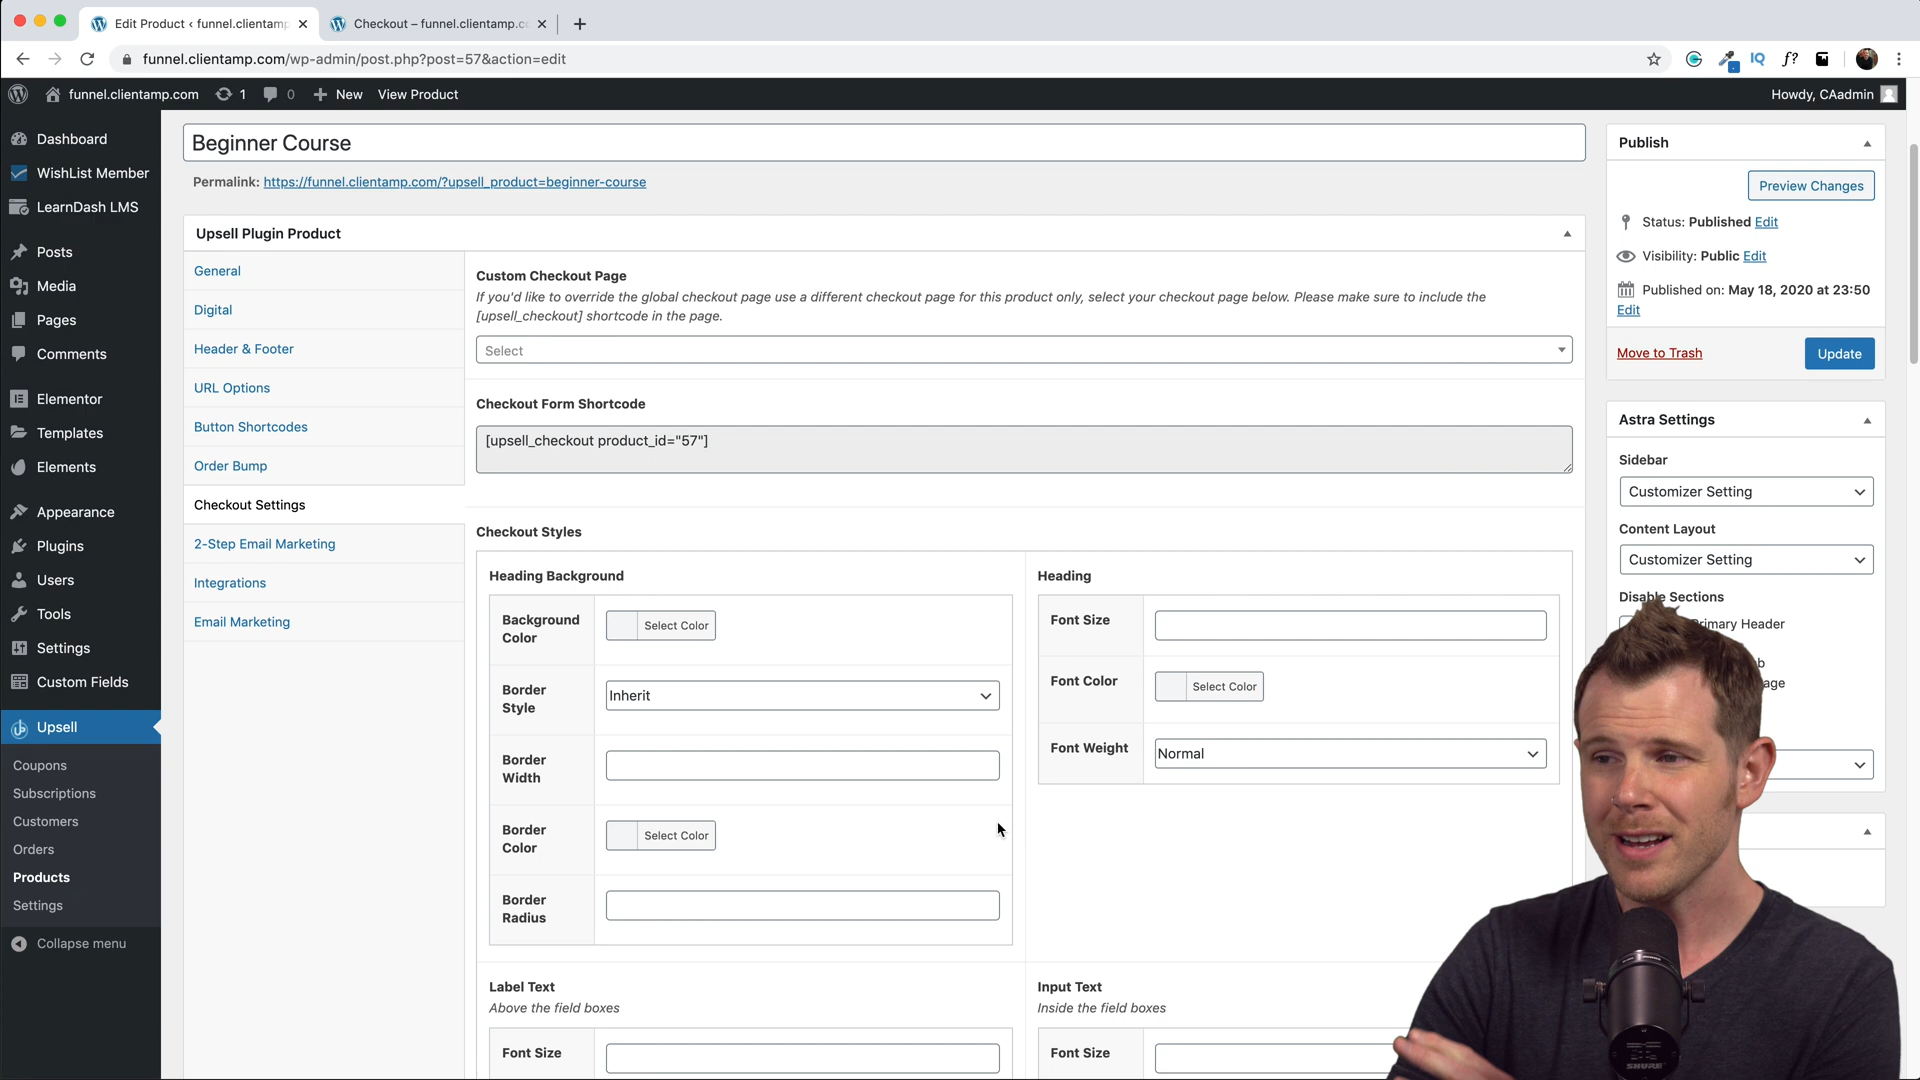 Edit Product ‹ funnel.clientamp
Checkout – funnel.clientamp.c
funnel.clientamp.com/wp-admin/post.php?post=57&action=edit
IQ
f?
funnel.clientamp.com
1
0
New
View Product
Howdy, CAadmin
Dashboard
WishList Member
LearnDash LMS
Posts
Media
Pages
Comments
Elementor
Templates
Elements
Appearance
Plugins
Users
Tools
Settings
Custom Fields
Upsell
Coupons
Subscriptions
Customers
Orders
Products
Settings
Collapse menu
Beginner Course
Permalink: https://funnel.clientamp.com/?upsell_product=beginner-course
Upsell Plugin Product
General
Digital
Header & Footer
URL Options
Button Shortcodes
Order Bump
Checkout Settings
2-Step Email Marketing
Integrations
Email Marketing
Custom Checkout Page
If you'd like to override the global checkout page use a different checkout page for this product only, select your checkout page below. Please make sure to include the
[upsell_checkout] shortcode in the page.
Select
Checkout Form Shortcode
[upsell_checkout product_id="57"]
Checkout Styles
Heading Background
Background
Color
Select Color
Border
Style
Inherit
Border
Width
Border
Color
Select Color
Border
Radius
Heading
Font Size
Font Color
Select Color
Font Weight
Normal
Label Text
Above the field boxes
Font Size
Input Text
Inside the field boxes
Font Size
Publish
Preview Changes
Status: Published Edit
Visibility: Public Edit
Published on: May 18, 2020 at 23:50
Edit
Move to Trash
Update
Astra Settings
Sidebar
Customizer Setting
Content Layout
Customizer Setting
Disable Sections
Primary Header
SHURE